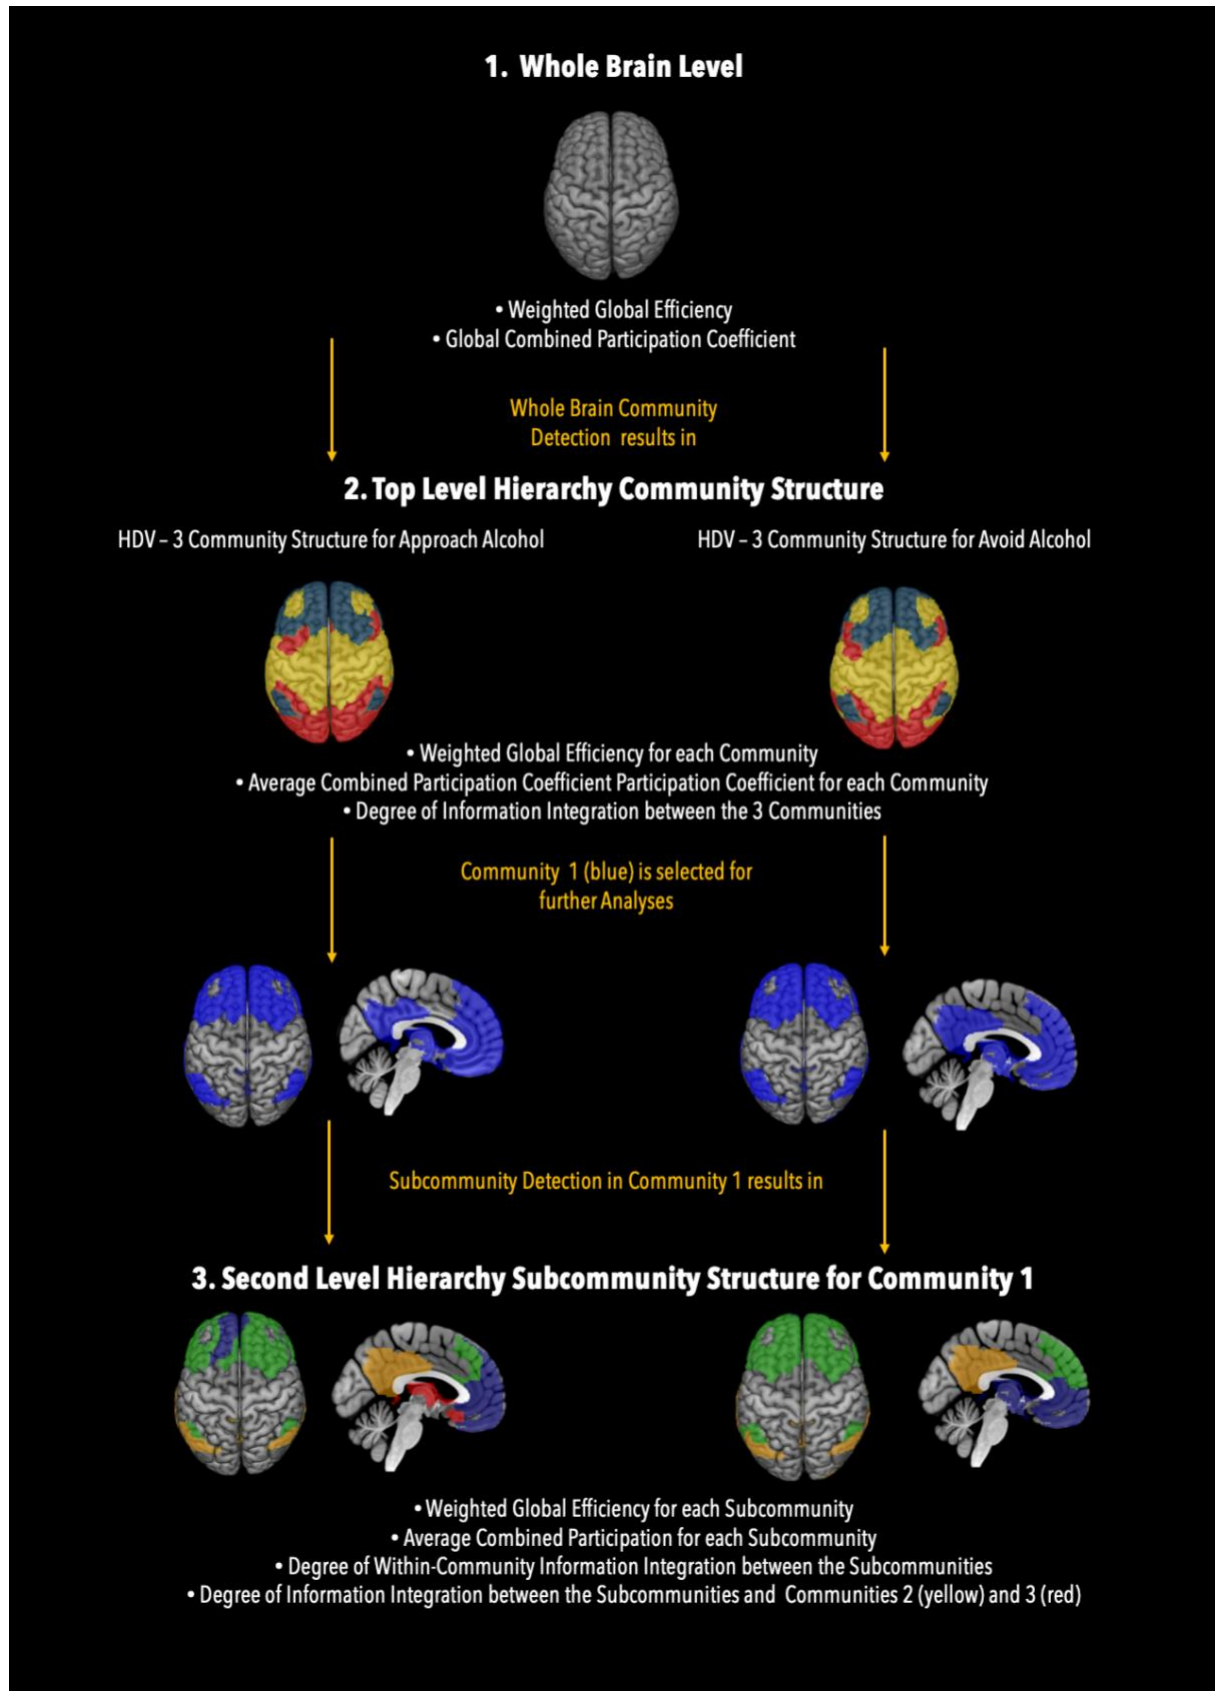 1. Whole Brain Level
• Weighted Global Efficiency
• Global Combined Participation Coefficient
Whole Brain Community
Detection results in
2. Top Level Hierarchy Community Structure
HDV – 3 Community Structure for Approach Alcohol
HDV – 3 Community Structure for Avoid Alcohol
• Weighted Global Efficiency for each Community
• Average Combined Participation Coefficient Participation Coefficient for each Community
• Degree of Information Integration between the 3 Communities
Community 1 (blue) is selected for
further Analyses
Subcommunity Detection in Community 1 results in
3. Second Level Hierarchy Subcommunity Structure for Community 1
• Weighted Global Efficiency for each Subcommunity
• Average Combined Participation for each Subcommunity
• Degree of Within-Community Information Integration between the Subcommunities
• Degree of Information Integration between the Subcommunities and Communities 2 (yellow) and 3 (red)